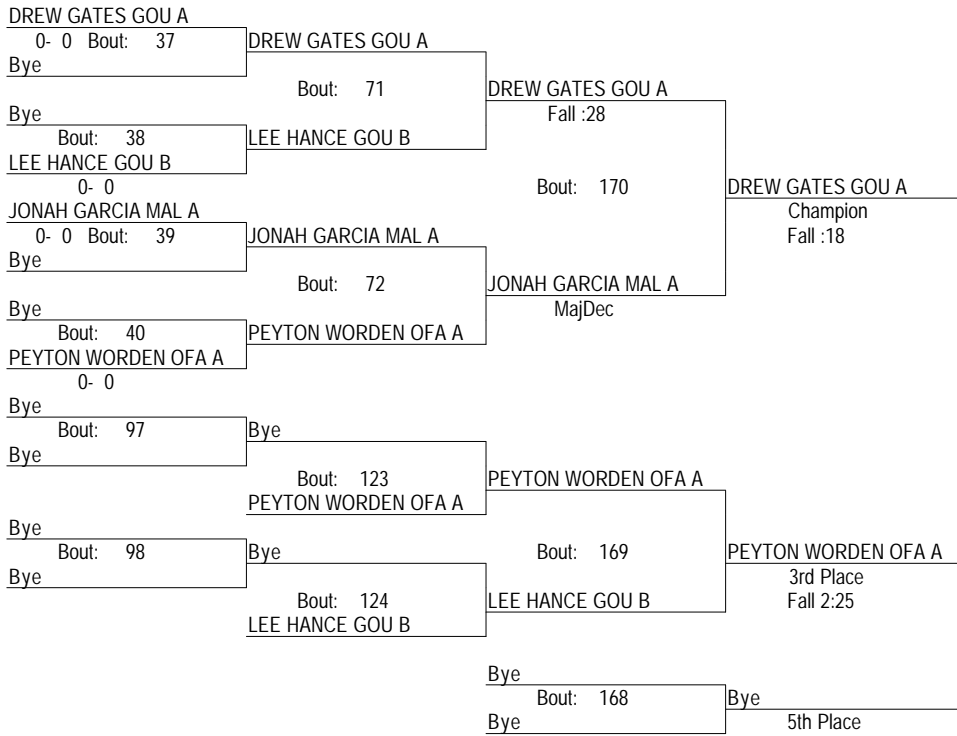 DREW GATES GOU A
0- 0 Bout: 37
DREW GATES GOU A
Bye
Bout: 71
DREW GATES GOU A
Bye
Fall :28
Bout: 38
LEE HANCE GOU B
LEE HANCE GOU B
0- 0
Bout: 170
DREW GATES GOU A
JONAH GARCIA MAL A
Champion
0- 0 Bout: 39
JONAH GARCIA MAL A
Fall :18
Bye
Bout: 72
JONAH GARCIA MAL A
Bye
MajDec
Bout: 40
PEYTON WORDEN OFA A
PEYTON WORDEN OFA A
0- 0
Bye
Bout: 97
Bye
Bye
Bout: 123
PEYTON WORDEN OFA A
PEYTON WORDEN OFA A
Bye
Bout: 98
Bye
Bout: 169
PEYTON WORDEN OFA A
Bye
3rd Place
Bout: 124
LEE HANCE GOU B
Fall 2:25
LEE HANCE GOU B
Bye
Bout: 168
Bye
Bye
5th Place